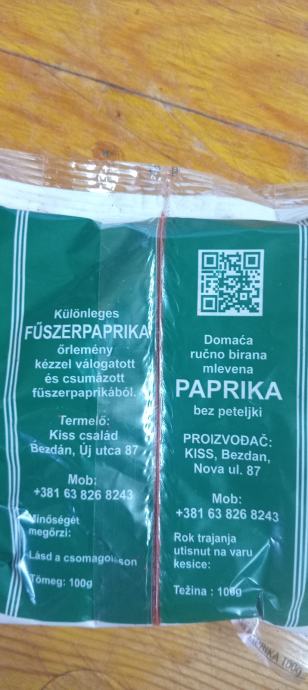 Különleges
FŰSZERPAPRIKA
őrlemény
kézzel válogatott
és csumázott
fűszerpaprikából.
Termelő:
Kiss család
Bezdán, Új utca 87
Mob:
+381 63 826 8243
Minőségét
megőrzi:
Lásd a csomagoláson
Tömeg: 100g
Domaća
ručno birana
mlevena
PAPRIKA
bez peteljki
PROIZVOĐAČ:
KISS, Bezdan,
Nova ul. 87
Mob:
+381 63 826 8243
Rok trajanja
utisnut na varu
kesice:
Težina : 100g
100g